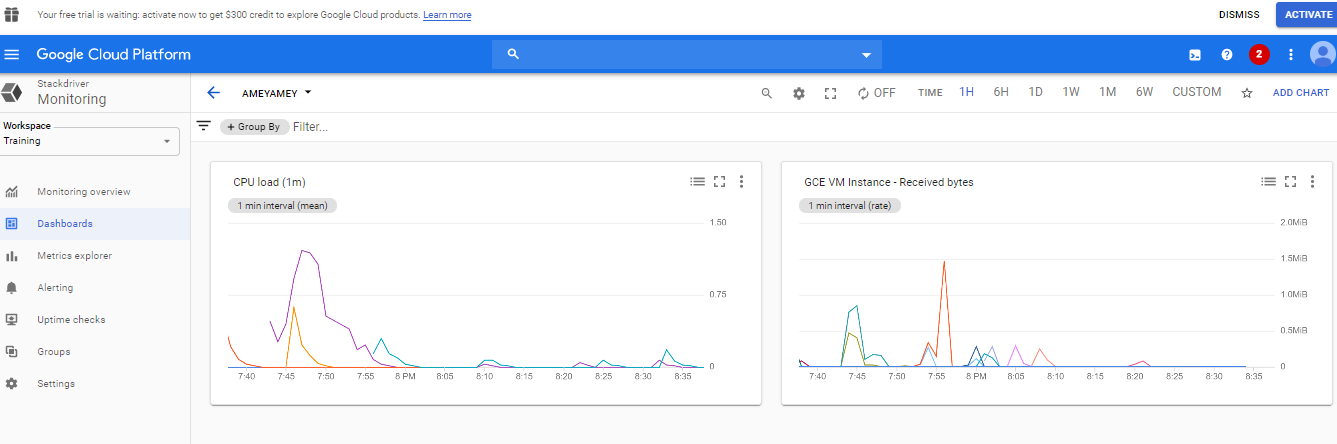 Your free trial is waiting: activate now to get $300 credit to explore Google Cloud products. Learn more
DISMISS
ACTIVATE
Google Cloud Platform
2
Stackdriver
Monitoring
AMEYAMEY
OFF
TIME
1H
6H
1D
1W
1M
6W
CUSTOM
ADD CHART
Workspace
Training
+ Group By
Filter...
Monitoring overview
Dashboards
Metrics explorer
Alerting
Uptime checks
Groups
Settings
CPU load (1m)
1 min interval (mean)
1.50
0.75
0
7:40 7:45 7:50 7:55 8 PM 8:05 8:10 8:15 8:20 8:25 8:30 8:35
GCE VM Instance - Received bytes
1 min interval (rate)
2.0MiB
1.5MiB
1.0MiB
0.5MiB
0
7:40 7:45 7:50 7:55 8 PM 8:05 8:10 8:15 8:20 8:25 8:30 8:35